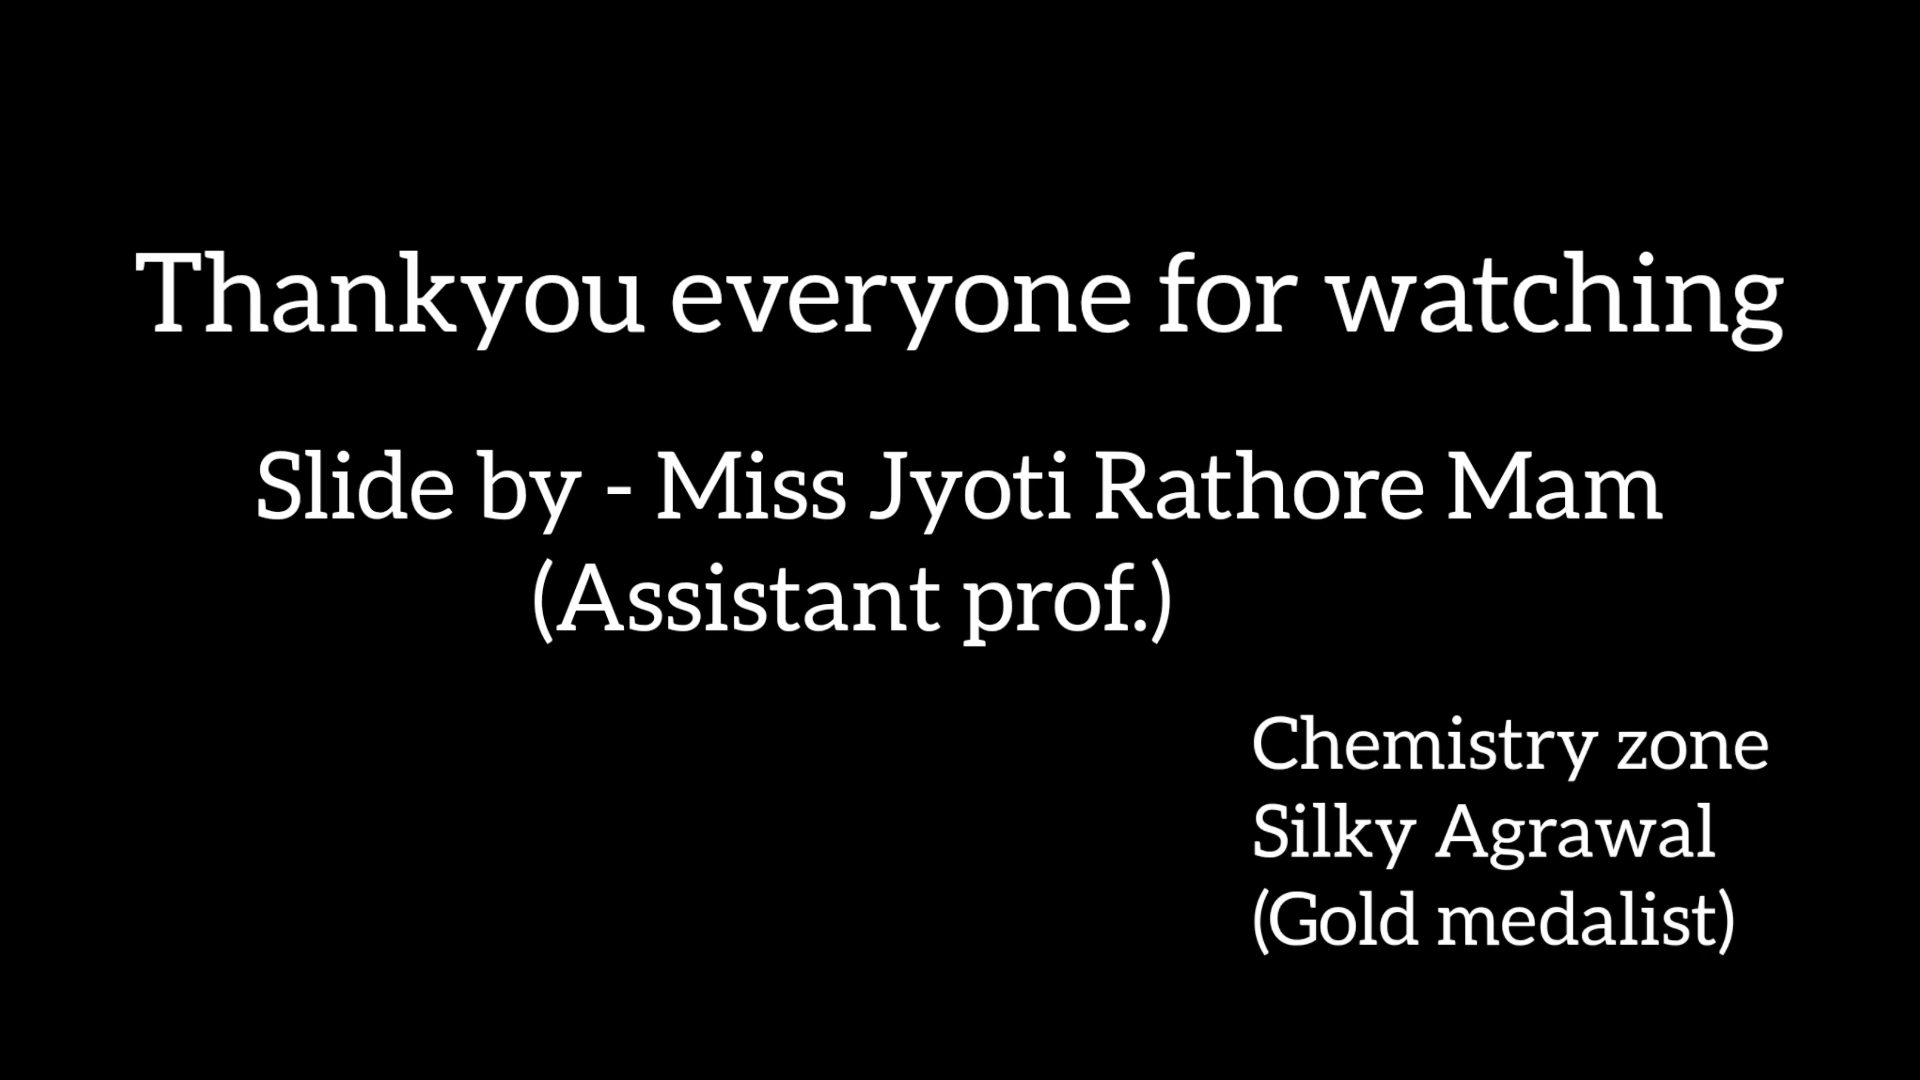 Thankyou everyone for watching
Slide by - Miss Jyoti Rathore Mam
(Assistant prof.)
Chemistry zone
Silky Agrawal
(Gold medalist)